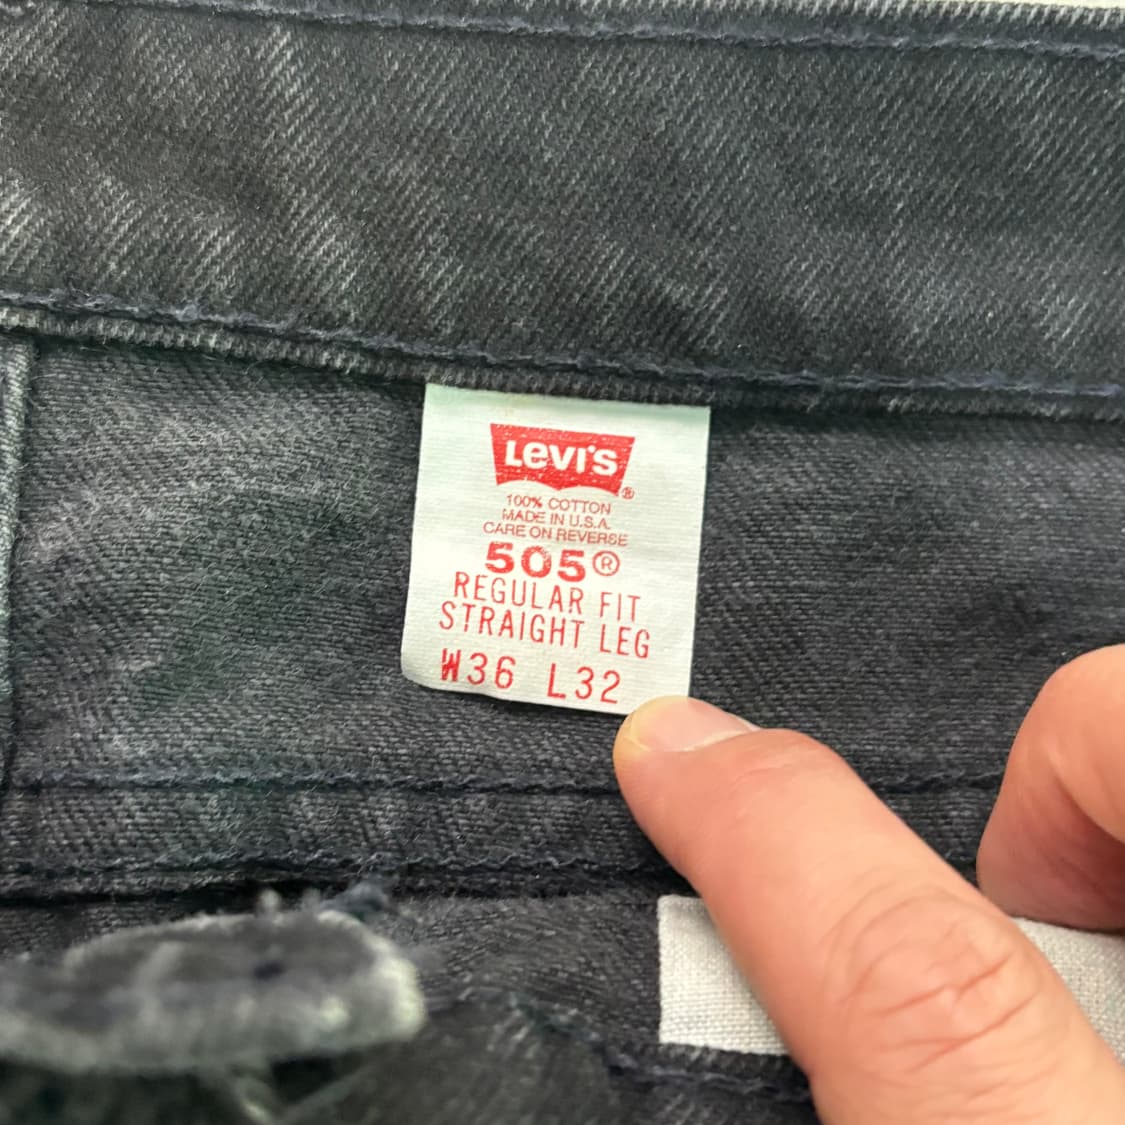 Levi's®
100% COTTON
MADE IN U.S.A.
CARE ON REVERSE
505®
REGULAR FIT
STRAIGHT LEG
W36 L32